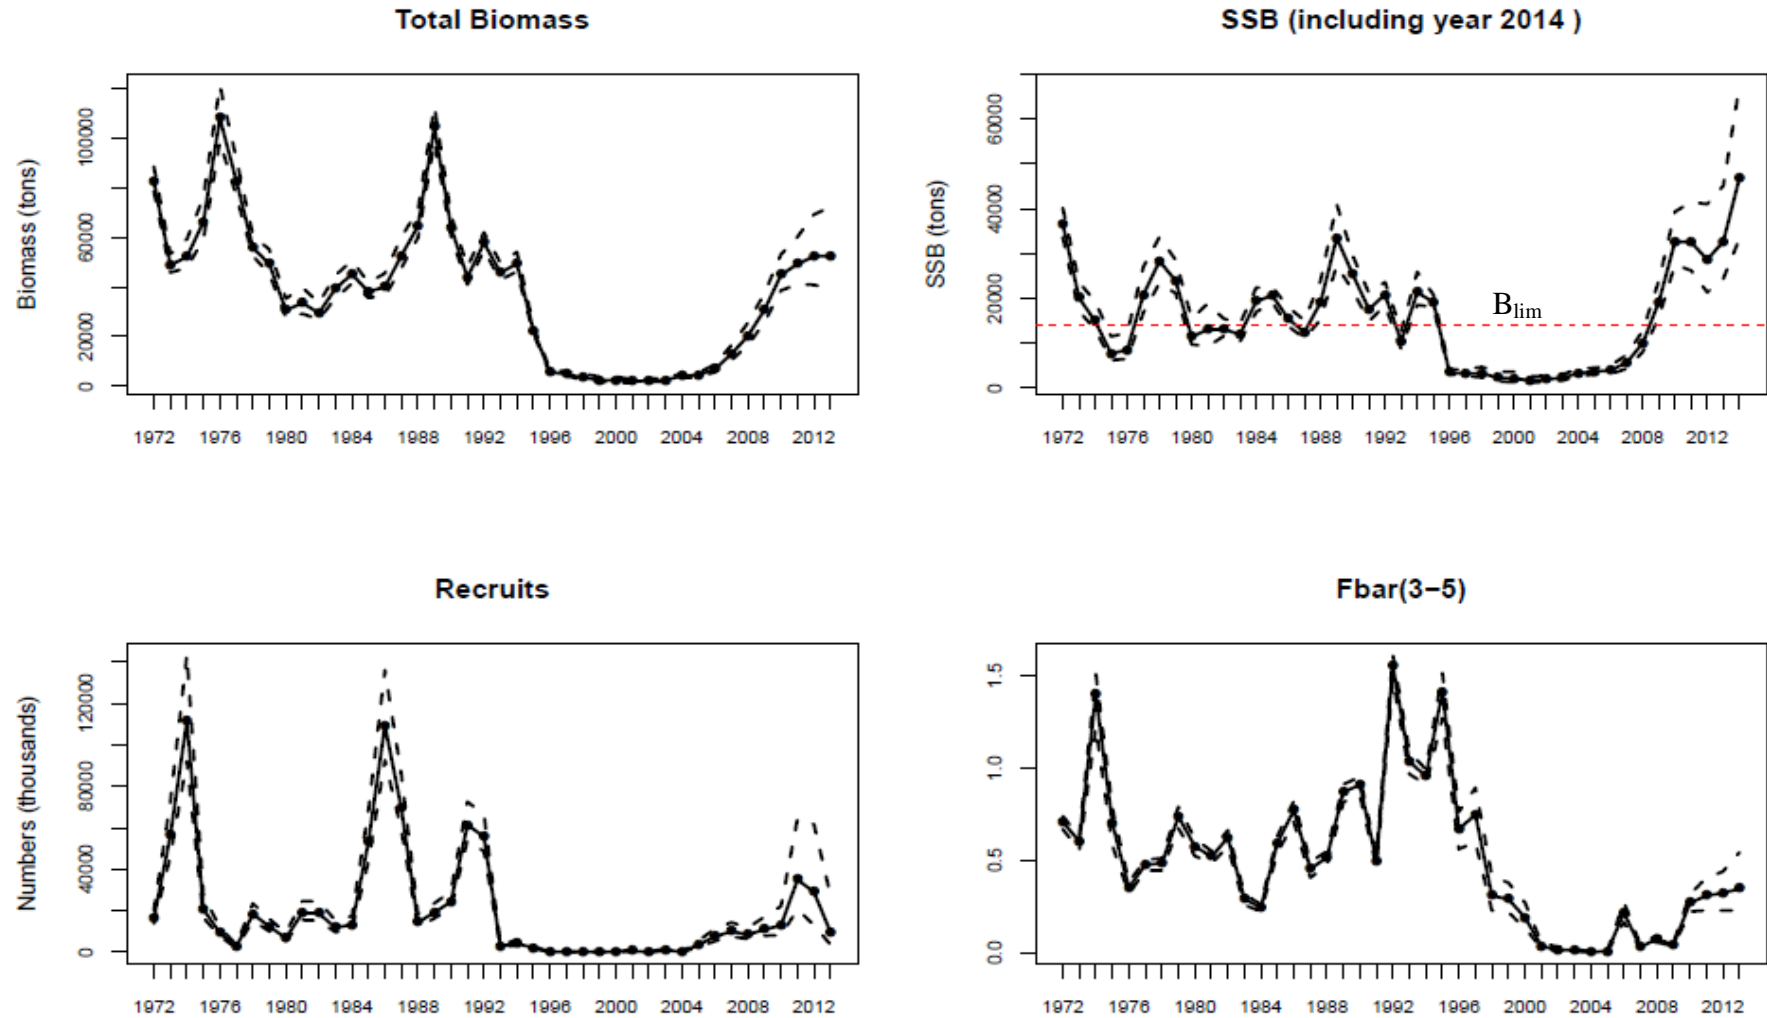 Total Biomass
Biomass (tons)
0 20000 60000 100000
1972 1976 1980 1984 1988 1992 1996 2000 2004 2008 2012
SSB (including year 2014 )
SSB (tons)
0 20000 40000 60000
Blim
1972 1976 1980 1984 1988 1992 1996 2000 2004 2008 2012
Recruits
Numbers (thousands)
0 40000 80000 120000
1972 1976 1980 1984 1988 1992 1996 2000 2004 2008 2012
Fbar(3−5)
0.0 0.5 1.0 1.5
1972 1976 1980 1984 1988 1992 1996 2000 2004 2008 2012